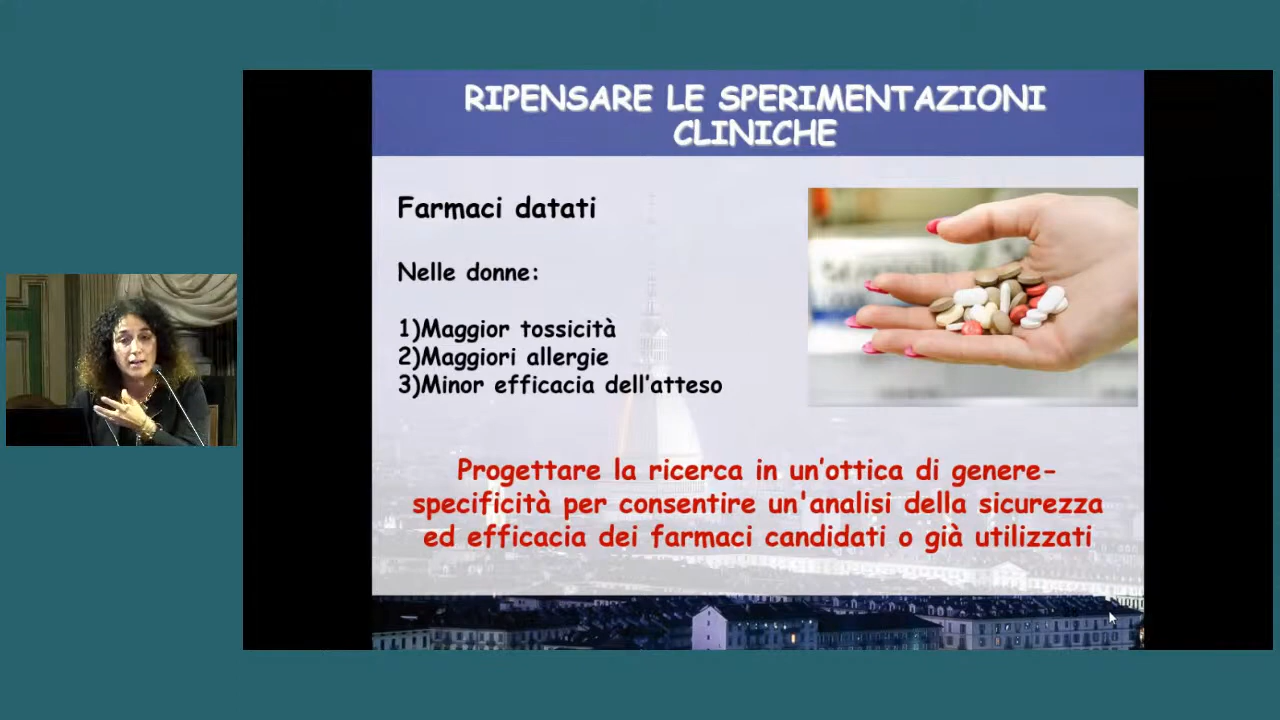 RIPENSARE LE SPERIMENTAZIONI
CLINICHE
Farmaci datati
Nelle donne:
1)Maggior tossicità
2)Maggiori allergie
3)Minor efficacia dell'atteso
Progettare la ricerca in un'ottica di genere-
specificità per consentire un'analisi della sicurezza
ed efficacia dei farmaci candidati o già utilizzati